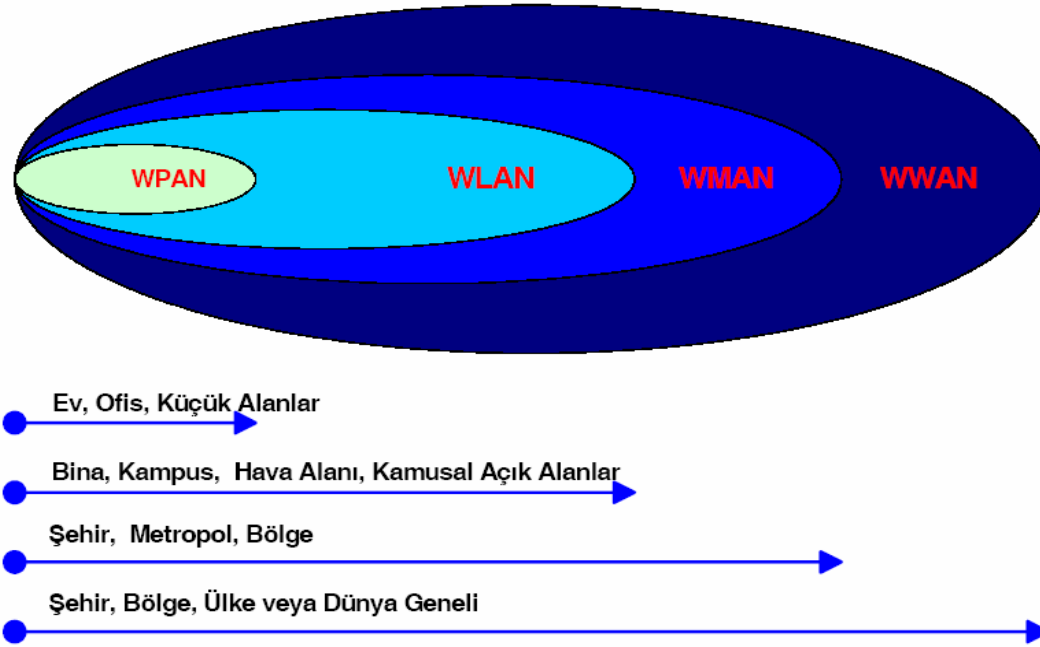 WPAN WLAN WMAN WWAN
Ev, Ofis, Küçük Alanlar
Bina, Kampus, Hava Alanı, Kamusal Açık Alanlar
Şehir, Metropol, Bölge
Şehir, Bölge, Ülke veya Dünya Geneli